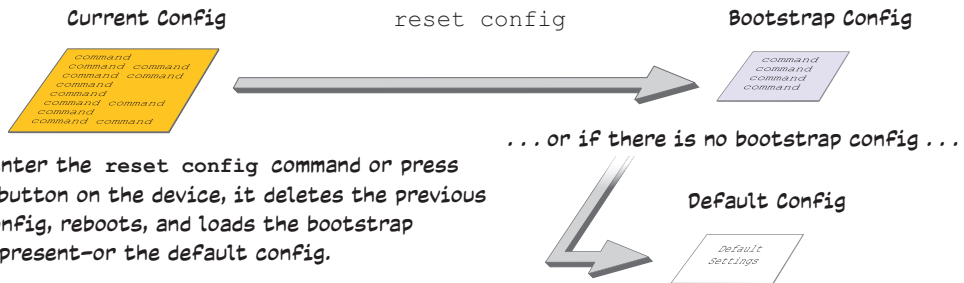 Current Config
reset config
Bootstrap Config
command
command command
command command
command
command
command command
command
command command
command
command
command
command
...or if there is no bootstrap config...
nter the reset config command or press
button on the device, it deletes the previous
nfig, reboots, and loads the bootstrap
present-or the default config.
Default Config
Default
Settings